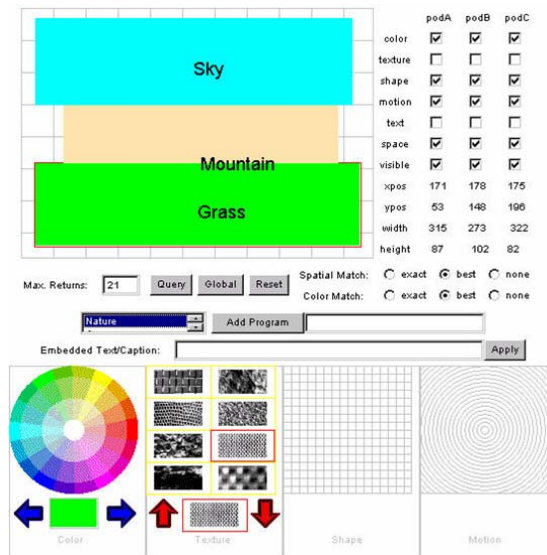 podA podB podC
Sky
color
texture
shape
motion
text
space
visible
Mountain
Grass
xpos 171 178 175
ypos 53 148 196
width 315 273 322
height 87 102 82
Max. Returns: 21 Query Global Reset
Spatial Match: exact best none
Color Match: exact best none
Nature Add Program
Embedded Text/Caption: Apply
Color Texture Shape Motion